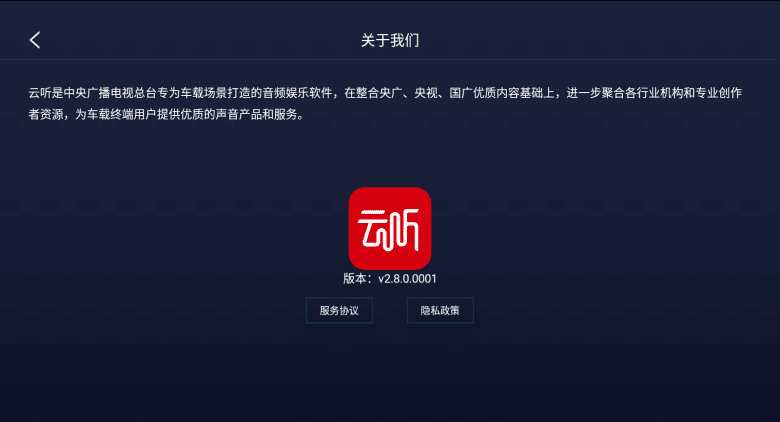 关于我们
云听是中央广播电视总台专为车载场景打造的音频娱乐软件，在整合央广、央视、国广优质内容基础上，进一步聚合各行业机构和专业创作
者资源，为车载终端用户提供优质的声音产品和服务。
云听
版本：v2.8.0.0001
服务协议 隐私政策